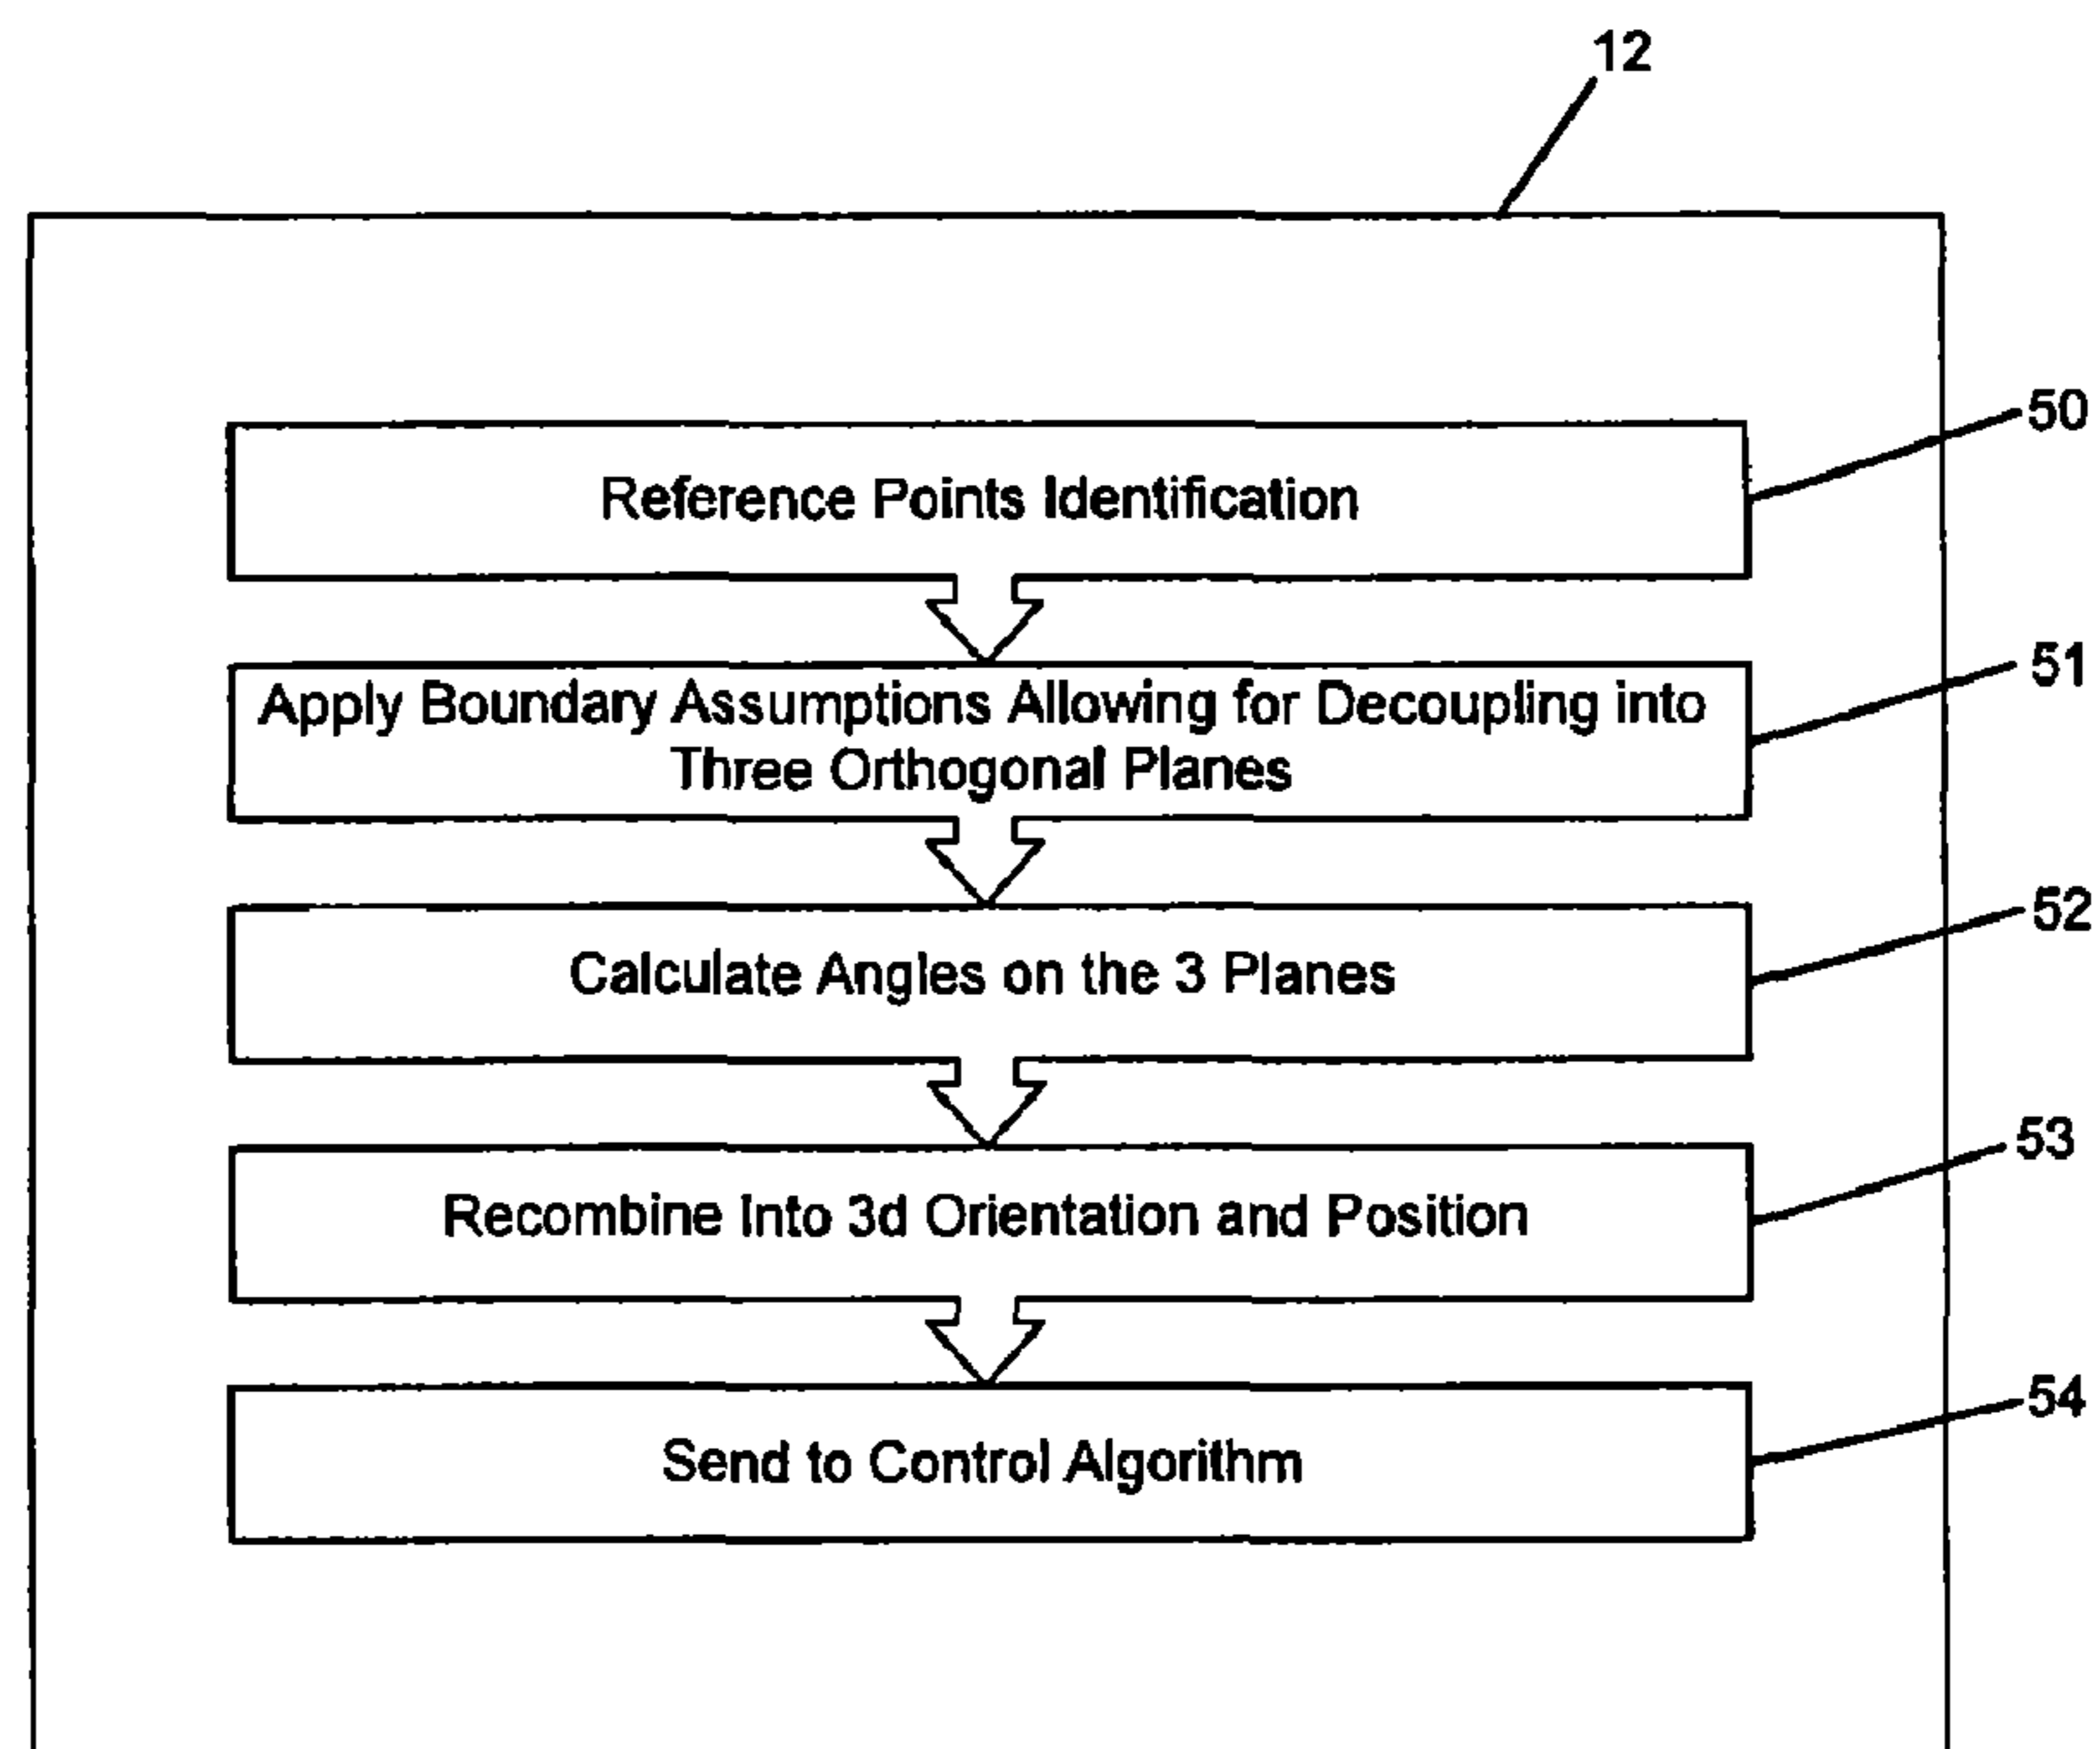 12
50
Reference Points Identification
51
Apply Boundary Assumptions Allowing for Decoupling into
Three Orthogonal Planes
52
Calculate Angles on the 3 Planes
53
Recombine Into 3d Orientation and Position
54
Send to Control Algorithm